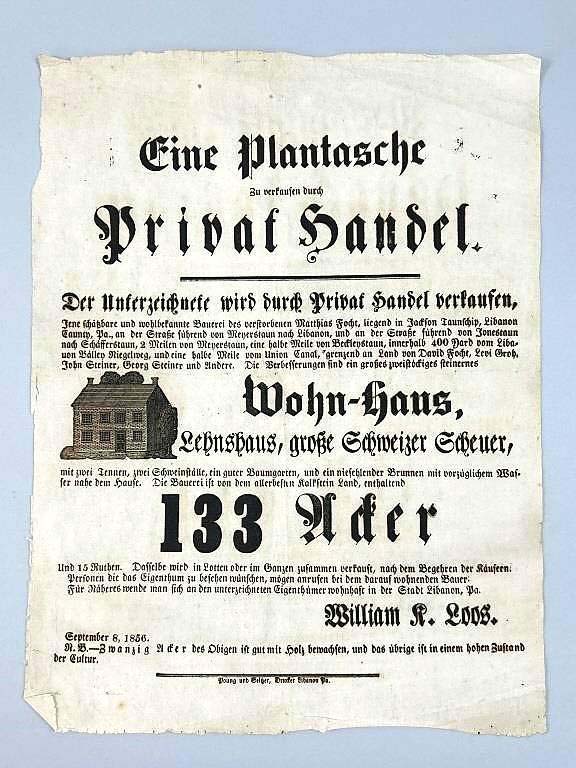 Eine Plantasche
Zu verkaufen durch
Privat Handel.
Der Unterzeichnete wird durch Privat Handel verkaufen,
Jene schätzbare und wohlbekannte Bauerei des verstorbenen Matthias Focht, liegend in Jackson Taunschip, Libanon
Caunty, Pa., an der Straße führend von Meyerstaun nach Libanon, und an der Straße führend von Jonestaun
nach Schäfferstaun, 2 Meilen von Meyerstaun, eine halbe Meile von Beckleystaun, innerhalb 400 Yard vom Liba-
non Valley Riegelweg, und eine halbe Meile vom Union Canal, grenzend an Land von David Focht, Levi Groh,
John Steiner, Georg Steiner und Andere. Die Verbesserungen sind ein großes zweistöckiges steinernes
Wohn-Haus,
Lehnshaus, große Schweizer Scheuer,
mit zwei Tennen, zwei Schweinställe, ein guter Baumgarten, und ein niefehlender Brunnen mit vorzüglichem Was-
ser nahe dem Hause. Die Bauerei ist von dem allerbesten Kalkstein Land, enthaltend
133 Acker
Und 15 Ruthen. Dasselbe wird in Lotten oder im Ganzen zusammen verkauft, nach dem Begehren der Käufern.
Personen die das Eigenthum zu besehen wünschen, mögen anrufen bei dem darauf wohnenden Bauer.
Für Näheres wende man sich an den unterzeichneten Eigenthümer wohnhaft in der Stadt Libanon, Pa.
William K. Loos.
September 8, 1856.
N. B.—Zwanzig Acker des Obigen ist gut mit Holz bewachsen, und das übrige ist in einem hohen Zustand
der Cultur.
Young und Seltzer, Drucker Libanon Pa.